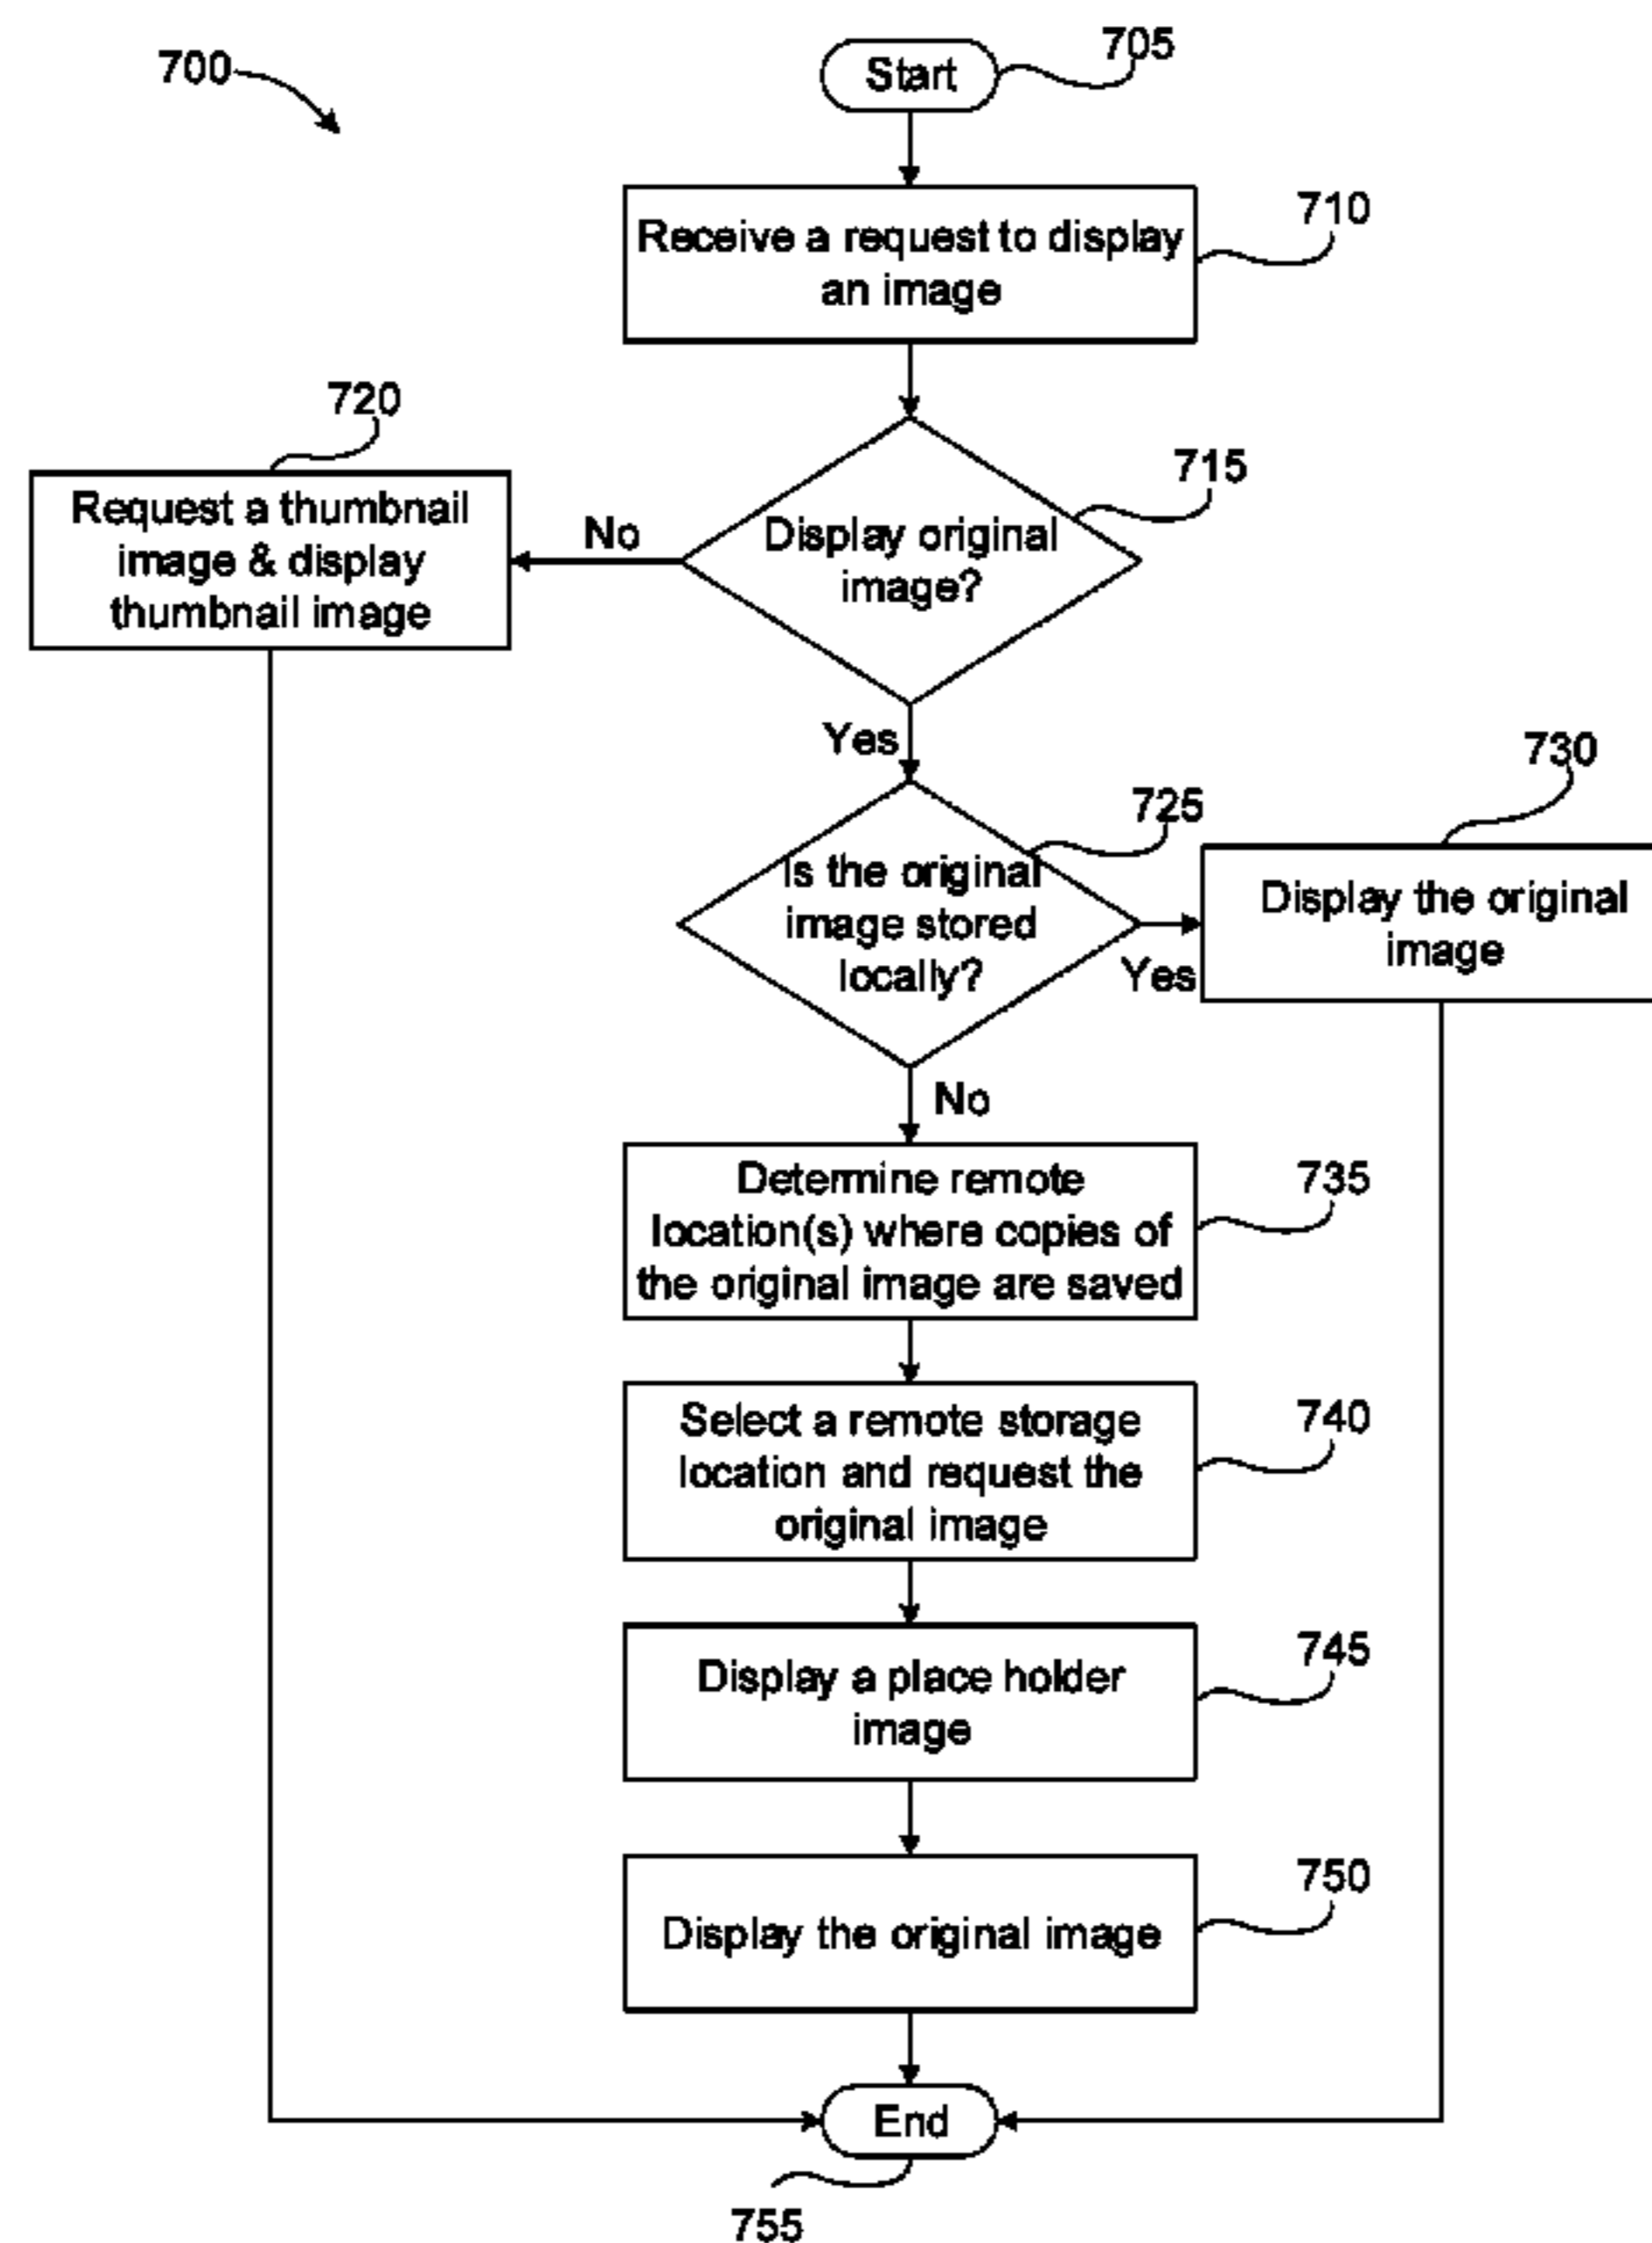 700
Start
705
Receive a request to display
an image
710
720
Request a thumbnail
image & display
thumbnail image
No
Display original
image?
715
Yes
725
Is the original
image stored
locally?
Yes
730
Display the original
image
No
Determine remote
location(s) where copies of
the original image are saved
735
Select a remote storage
location and request the
original image
740
Display a place holder
image
745
Display the original image
750
End
755